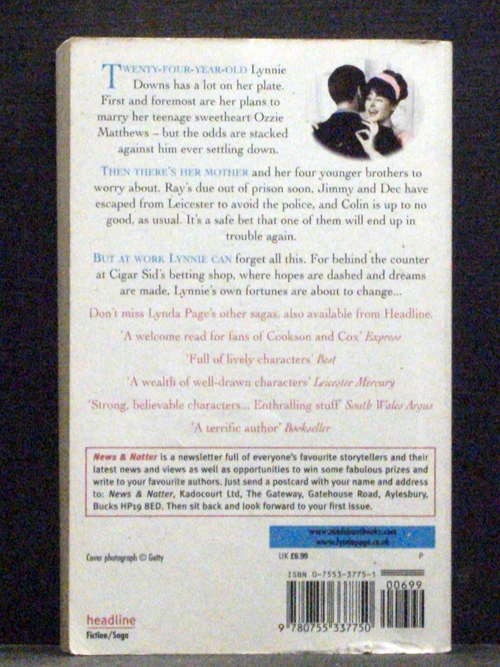 TWENTY-FOUR-YEAR-OLD Lynnie
Downs has a lot on her plate.
First and foremost are her plans to
marry her teenage sweetheart Ozzie
Matthews – but the odds are stacked
against him ever settling down.
THEN THERE'S HER MOTHER and her four younger brothers to
worry about. Ray's due out of prison soon, Jimmy and Dec have
escaped from Leicester to avoid the police, and Colin is up to no
good, as usual. It's a safe bet that one of them will end up in
trouble again.
BUT AT WORK LYNNIE CAN forget all this. For behind the counter
at Cigar Sid's betting shop, where hopes are dashed and dreams
are made, Lynnie's own fortunes are about to change...
Don't miss Lynda Page's other sagas, also available from Headline.
'A welcome read for fans of Cookson and Cox' Express
'Full of lively characters' Best
'A wealth of well-drawn characters' Leicester Mercury
'Strong, believable characters... Enthralling stuff' South Wales Argus
'A terrific author' Bookseller
News & Natter is a newsletter full of everyone's favourite storytellers and their
latest news and views as well as opportunities to win some fabulous prizes and
write to your favourite authors. Just send a postcard with your name and address
to: News & Natter, Kadocourt Ltd, The Gateway, Gatehouse Road, Aylesbury,
Bucks HP19 8ED. Then sit back and look forward to your first issue.
www.madaboutbooks.com
www.lyndapage.co.uk
Cover photograph © Getty
UK £6.99 P
ISBN 0-7553-3775-1
00699
9 780755 337750
headline
Fiction/Saga